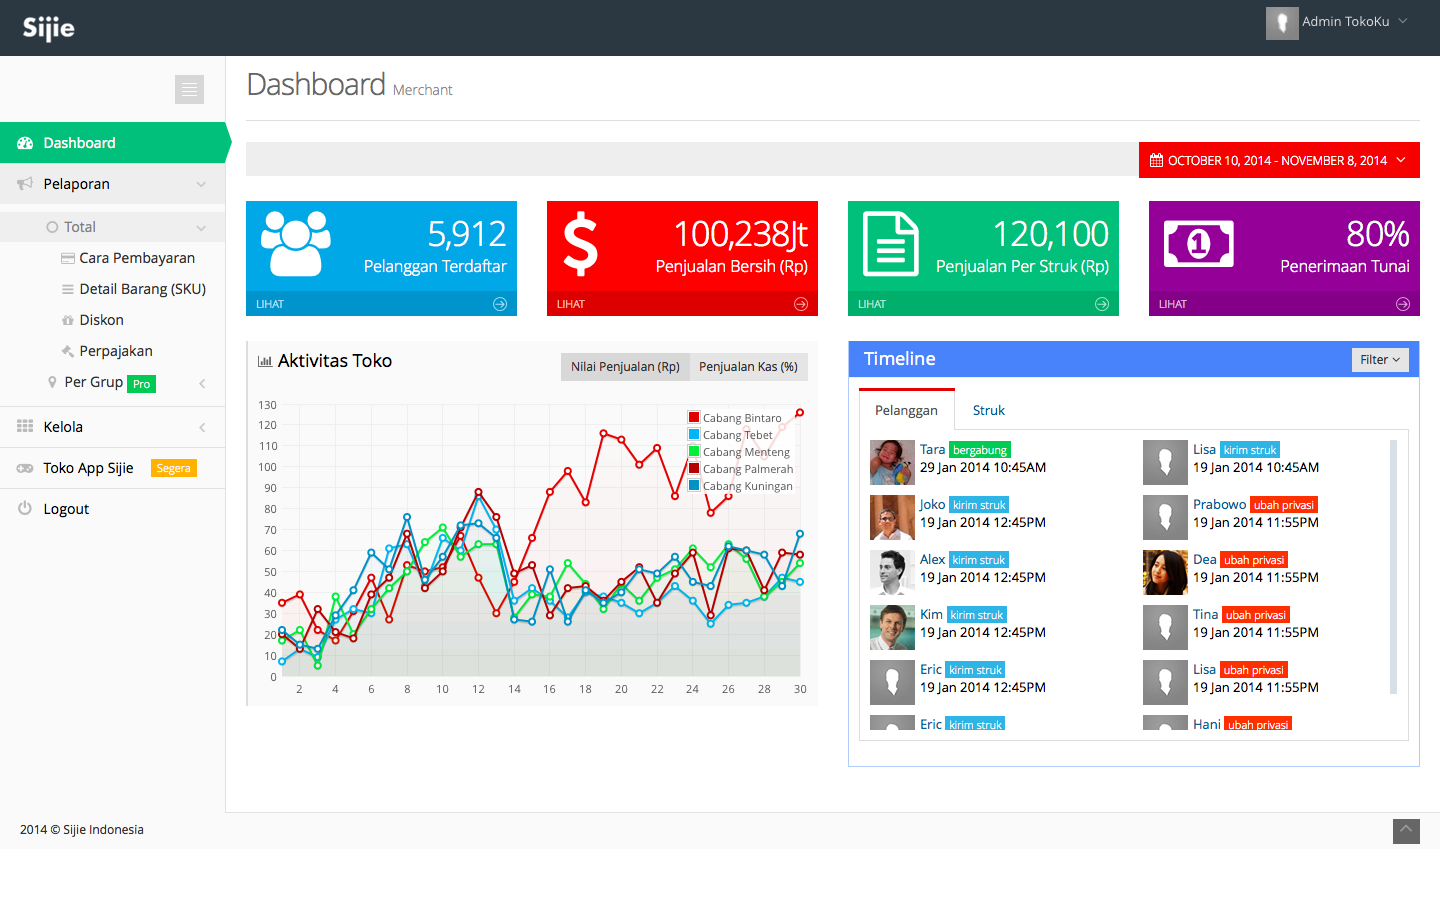 Sijie
Admin TokoKu
Dashboard Merchant
Dashboard
Pelaporan
Total
Cara Pembayaran
Detail Barang (SKU)
Diskon
Perpajakan
Per Grup Pro
Kelola
Toko App Sijie Segera
Logout
OCTOBER 10, 2014 - NOVEMBER 8, 2014
5,912
Pelanggan Terdaftar
LIHAT
100,238Jt
Penjualan Bersih (Rp)
LIHAT
120,100
Penjualan Per Struk (Rp)
LIHAT
1
80%
Penerimaan Tunai
LIHAT
Aktivitas Toko
Nilai Penjualan (Rp) Penjualan Kas (%)
130
120
110
100
90
80
70
60
50
40
30
20
10
0
2 4 6 8 10 12 14 16 18 20 22 24 26 28 30
Cabang Bintaro
Cabang Tebet
Cabang Menteng
Cabang Palmerah
Cabang Kuningan
Timeline
Filter
Pelanggan Struk
Tara bergabung
29 Jan 2014 10:45AM
Joko kirim struk
19 Jan 2014 12:45PM
Alex kirim struk
19 Jan 2014 12:45PM
Kim kirim struk
19 Jan 2014 12:45PM
Eric kirim struk
19 Jan 2014 12:45PM
Eric kirim struk
Lisa kirim struk
19 Jan 2014 10:45AM
Prabowo ubah privasi
19 Jan 2014 11:55PM
Dea ubah privasi
19 Jan 2014 11:55PM
Tina ubah privasi
19 Jan 2014 11:55PM
Lisa ubah privasi
19 Jan 2014 11:55PM
Hani ubah privasi
2014 © Sijie Indonesia